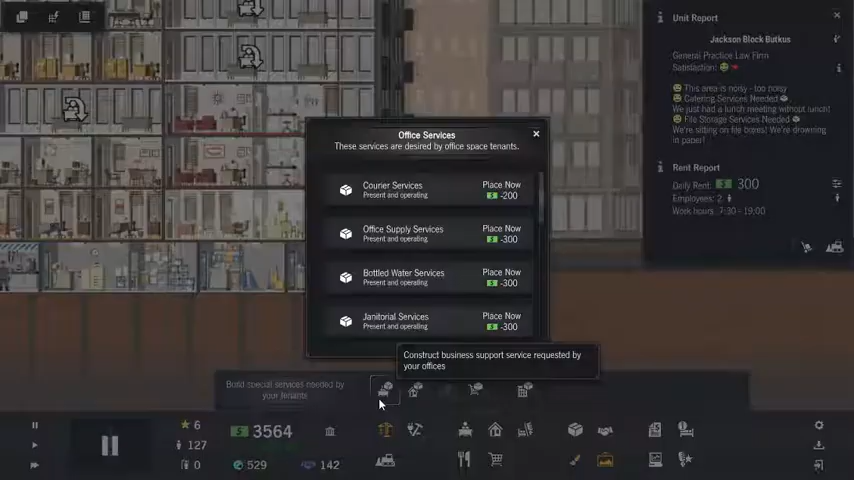 Unit Report
Jackson Block Butkus
General Practice Law Firm
Satisfaction:
This area is noisy - too noisy
Catering Services Needed
We just had a lunch meeting without lunch!
File Storage Services Needed
We're sitting on file boxes! We're drowning
in paper!
Rent Report
Daily Rent: 300
Employees: 2
Work hours: 7:30 - 19:00
Office Services
These services are desired by office space tenants.
Courier Services
Present and operating
Place Now
-200
Office Supply Services
Present and operating
Place Now
-300
Bottled Water Services
Present and operating
Place Now
-300
Janitorial Services
Present and operating
Place Now
-300
Construct business support service requested by
your offices
Build special services needed by
your tenants
6
3564
127
0
529
142